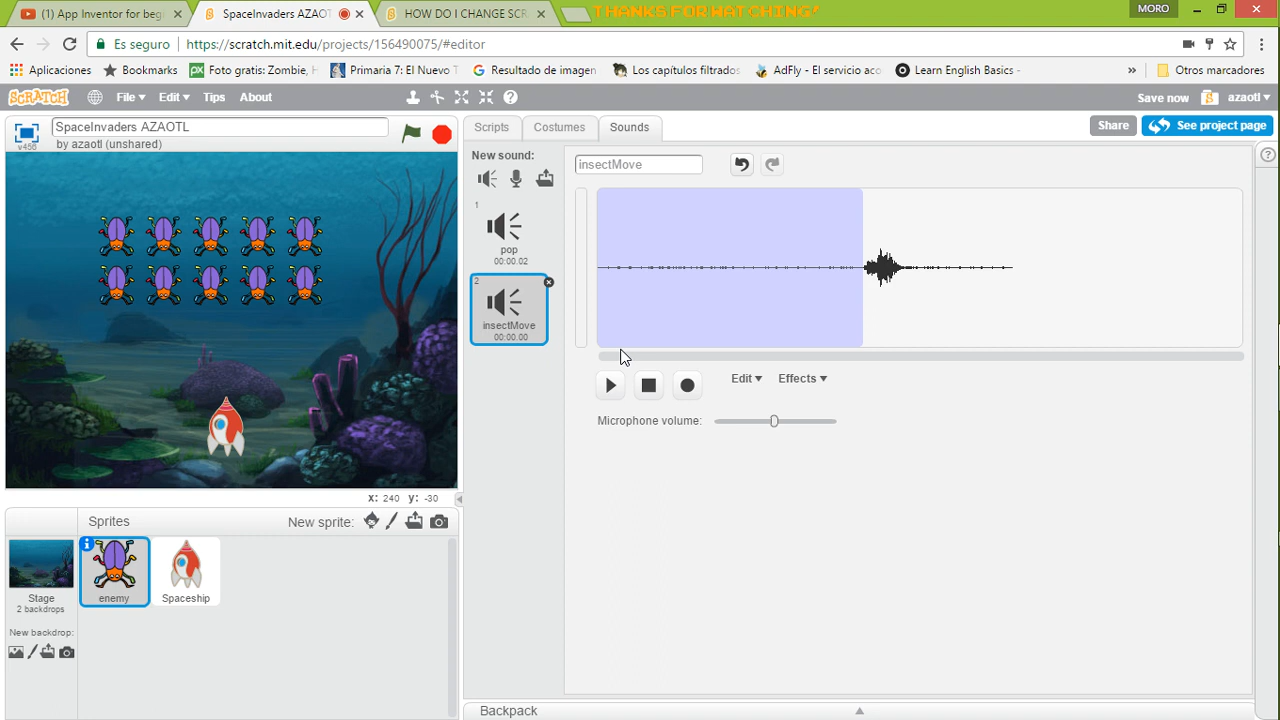 (1) App Inventor for begi
SpaceInvaders AZAOT
HOW DO I CHANGE SCR
THANKS FOR WATCHING!
MORO
Es seguro
https://scratch.mit.edu/projects/156490075/#editor
Aplicaciones
Bookmarks
Foto gratis: Zombie, H
Primaria 7: El Nuevo T
Resultado de imagen
Los capítulos filtrados
AdFly - El servicio aco
Learn English Basics -
»
Otros marcadores
SCRATCH
File
Edit
Tips
About
Save now
azaotl
SpaceInvaders AZAOTL
by azaotl (unshared)
v456
Scripts
Costumes
Sounds
Share
See project page
New sound:
insectMove
1
pop
00:00.02
2
insectMove
00:00.00
Edit
Effects
Microphone volume:
x: 240 y: -30
Sprites
New sprite:
Stage
2 backdrops
New backdrop:
enemy
Spaceship
Backpack